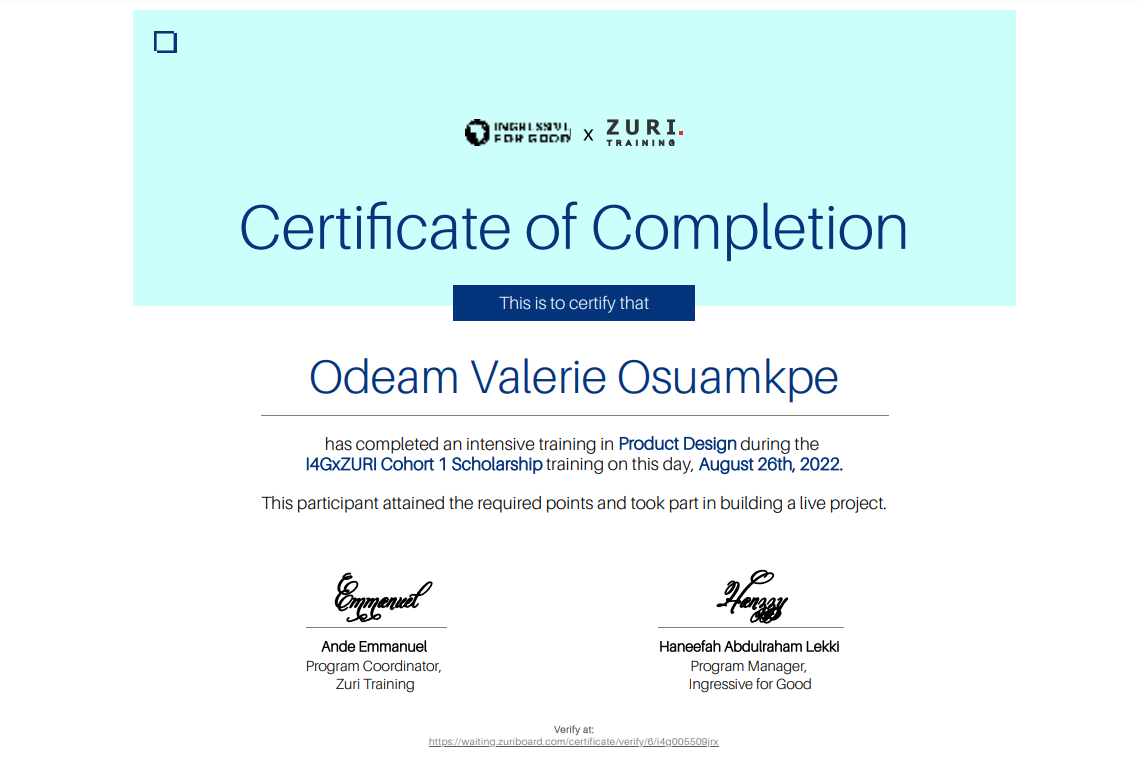 INGRESSIVE
FOR GOOD
x
ZURI.
TRAINING
Certificate of Completion
This is to certify that
Odeam Valerie Osuamkpe
has completed an intensive training in Product Design during the
I4GxZURI Cohort 1 Scholarship training on this day, August 26th, 2022.
This participant attained the required points and took part in building a live project.
Emmanuel
Hanzzy
Ande Emmanuel
Haneefah Abdulraham Lekki
Program Coordinator,
Program Manager,
Zuri Training
Ingressive for Good
Verify at:
https://waiting.zuriboard.com/certificate/verify/6/i4g005509jrx